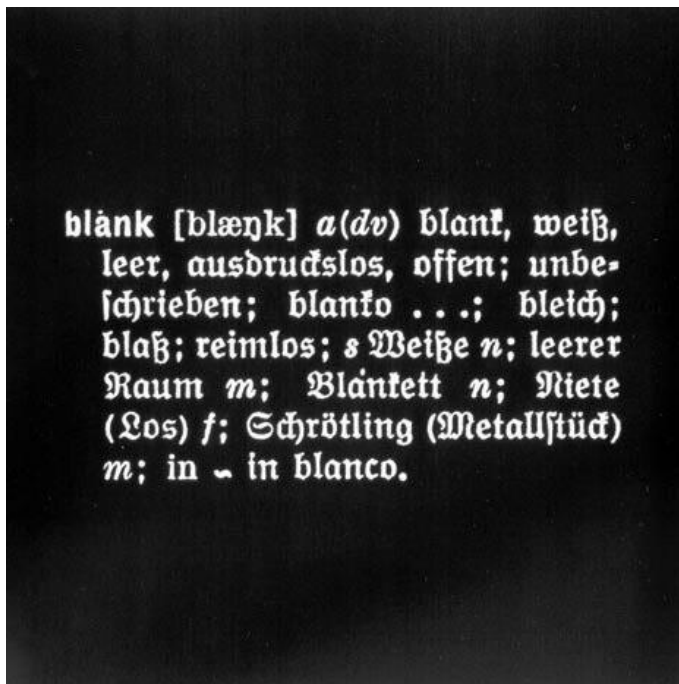 blank [blæŋk] a(dv) blank, weiß,
leer, ausdruckslos, offen; unbe-
schrieben; blanko ...; bleich;
blaß; reimlos; s Weiße n; leerer
Raum m; Blánkett n; Niete
(Los) f; Schrötling (Metallstück)
m; in ~ in blanco.